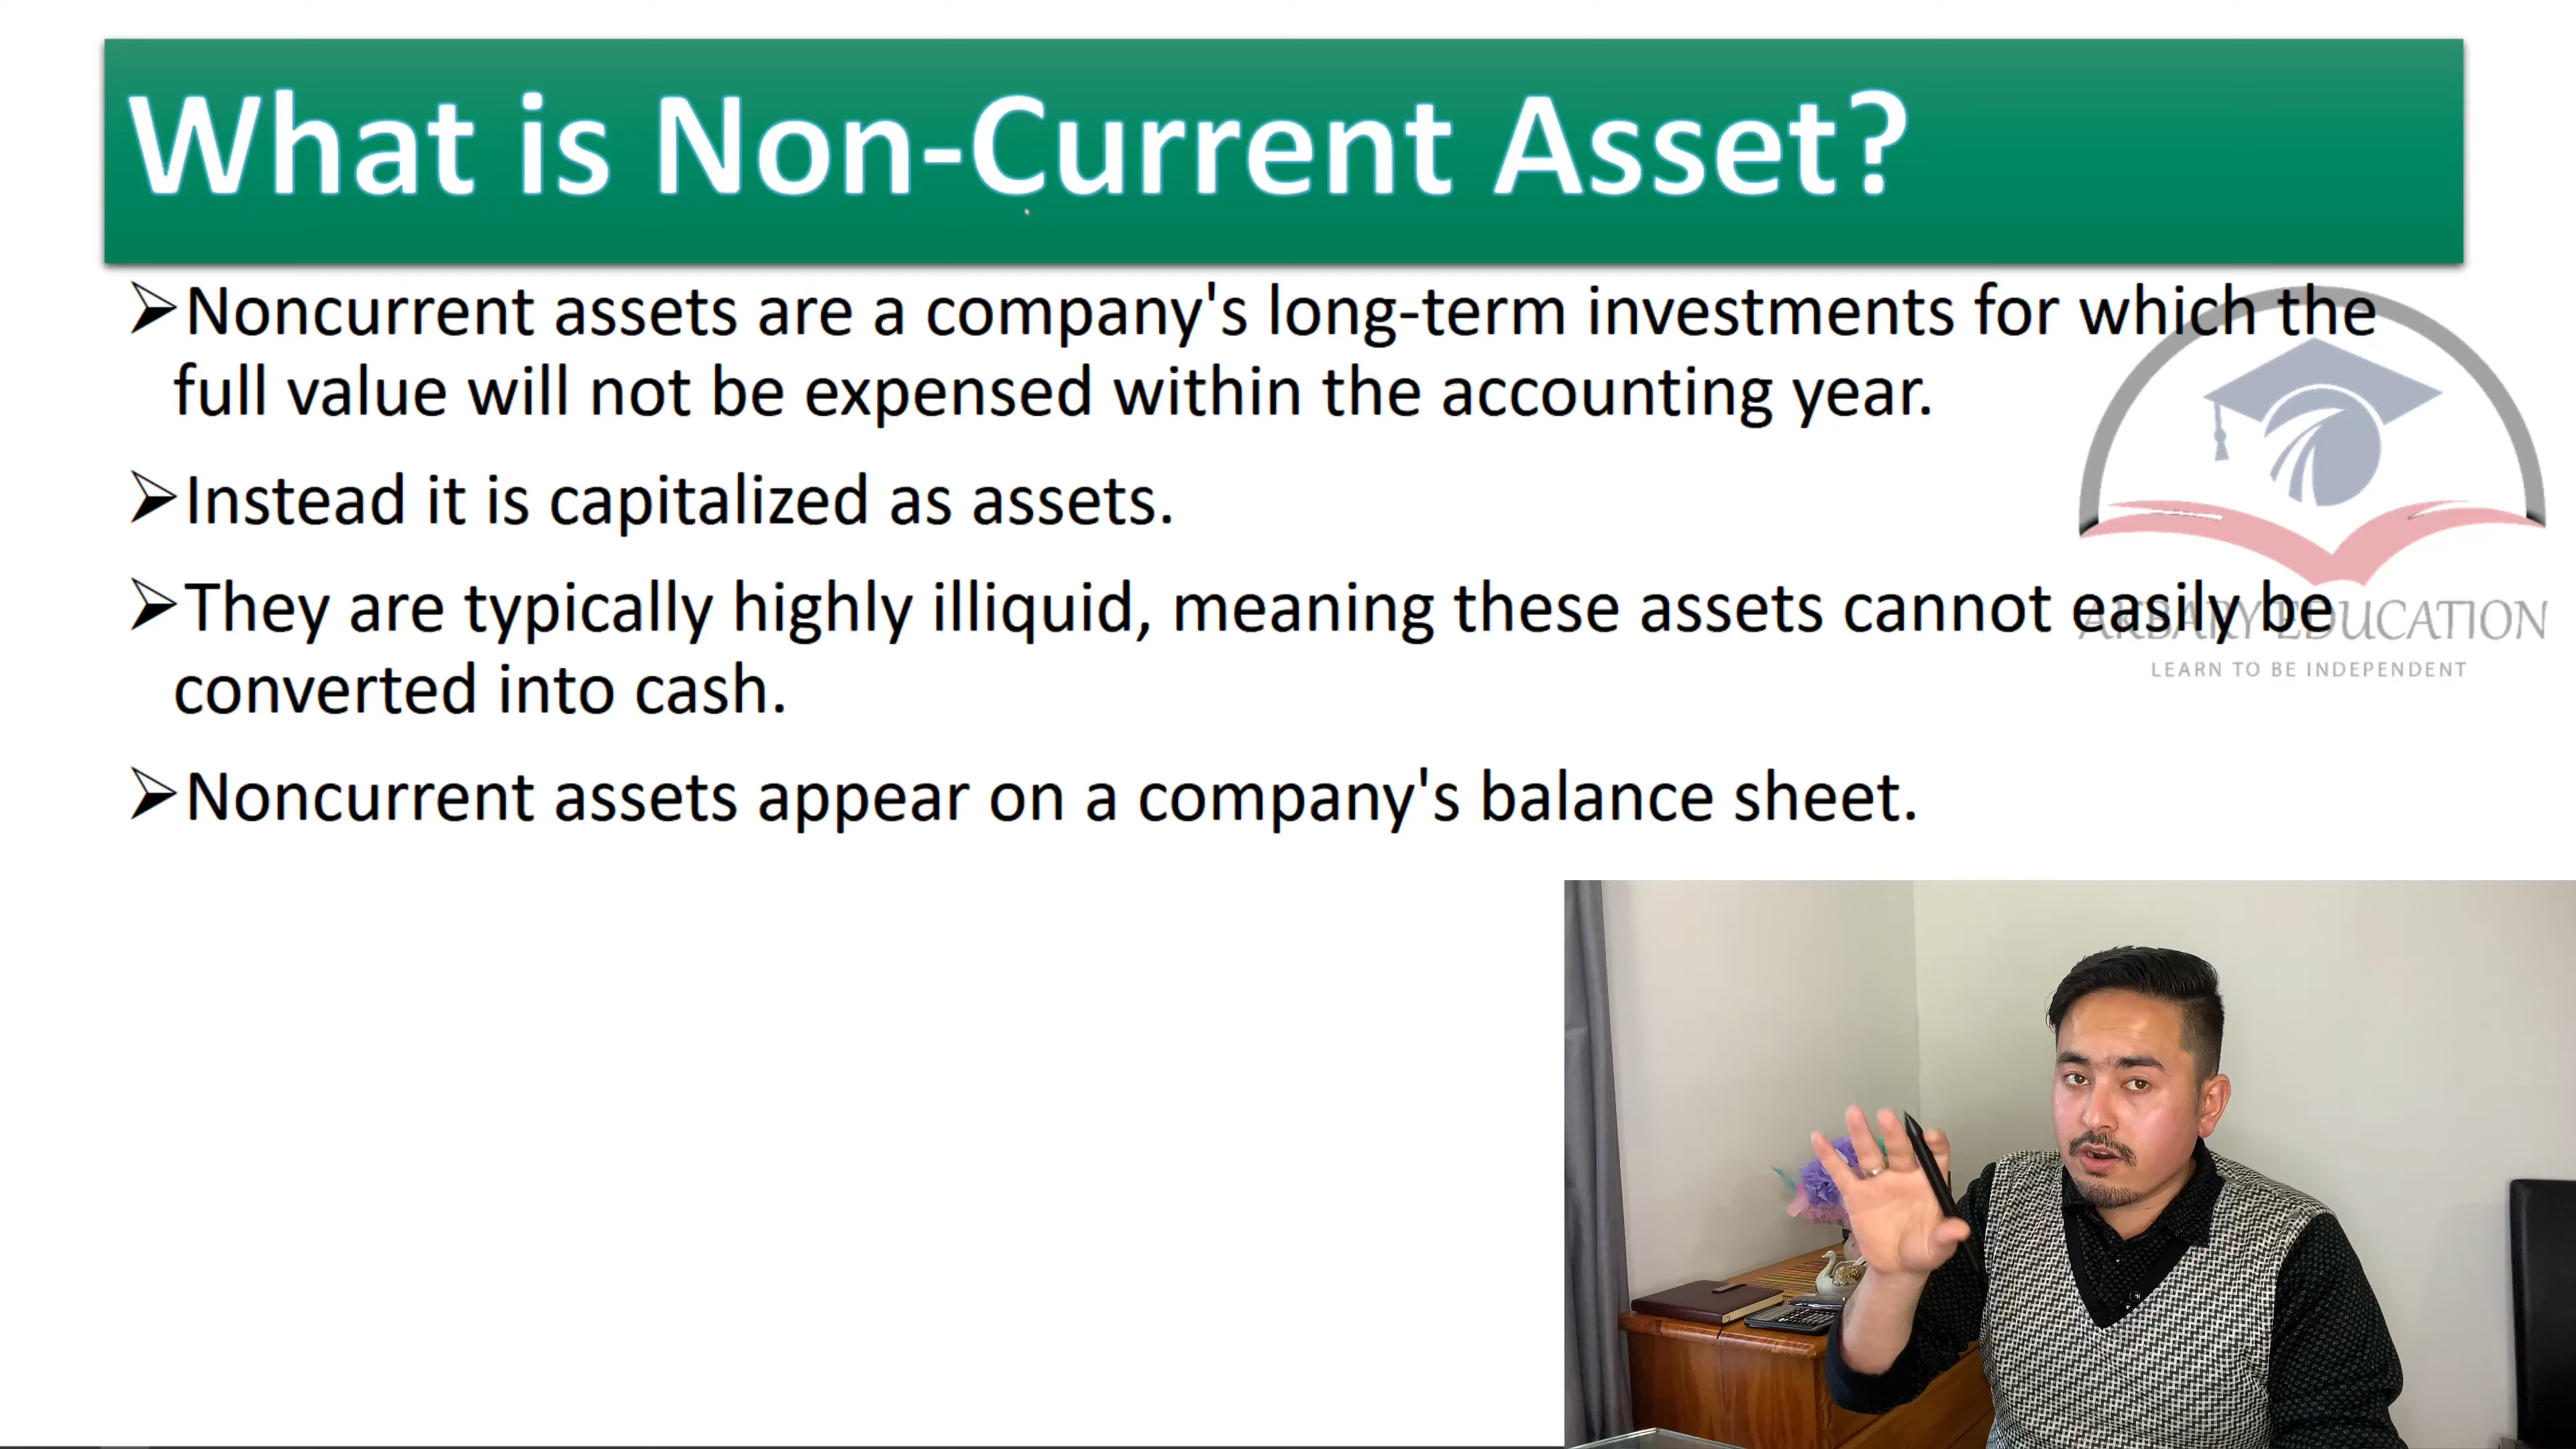 What is Non-Current Asset?
➢Noncurrent assets are a company's long-term investments for which the
full value will not be expensed within the accounting year.
➢Instead it is capitalized as assets.
➢They are typically highly illiquid, meaning these assets cannot easily be
converted into cash.
➢Noncurrent assets appear on a company's balance sheet.
AKBARY EDUCATION
LEARN TO BE INDEPENDENT